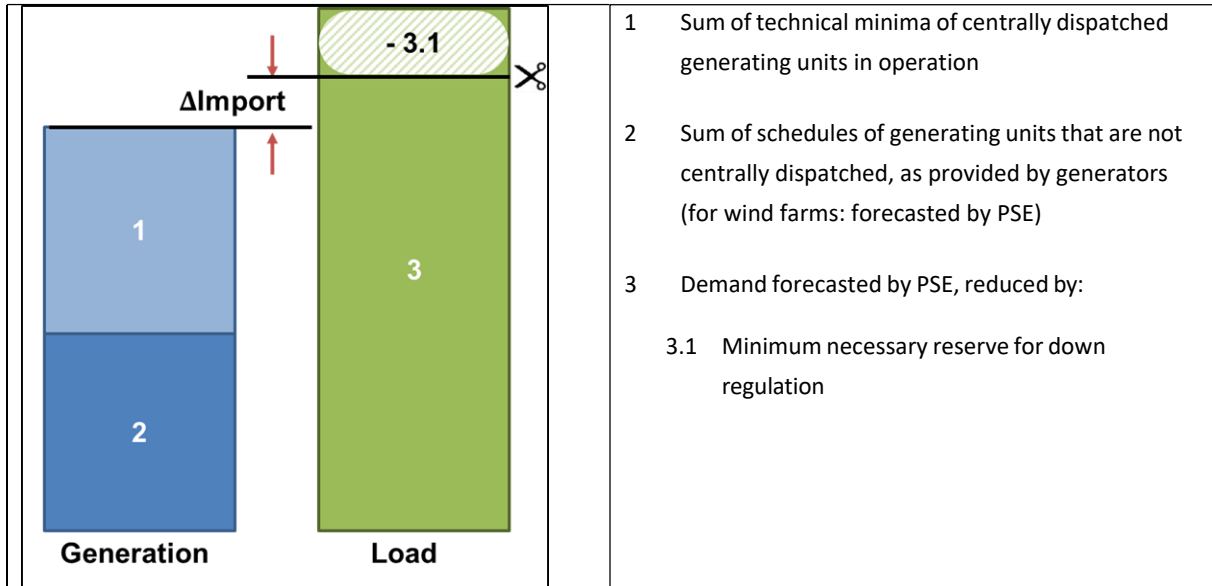 - 3.1
ΔImport
1
3
2
Generation
Load
1 Sum of technical minima of centrally dispatched
generating units in operation
2 Sum of schedules of generating units that are not
centrally dispatched, as provided by generators
(for wind farms: forecasted by PSE)
3 Demand forecasted by PSE, reduced by:
3.1 Minimum necessary reserve for down
regulation